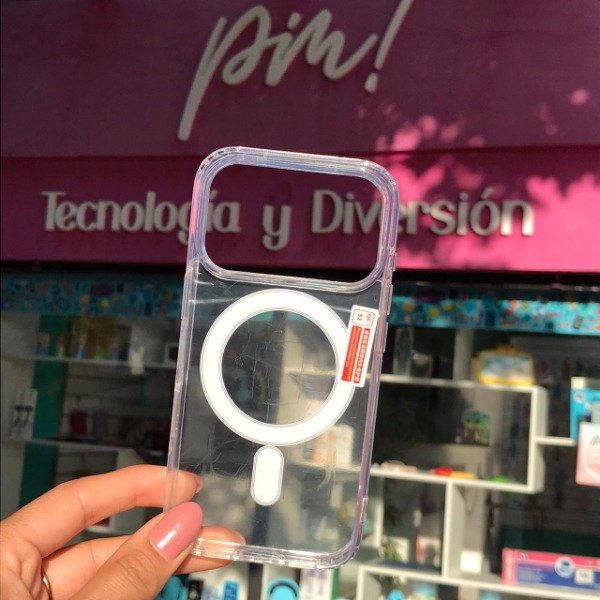 pim!
Tecnología y Diversión